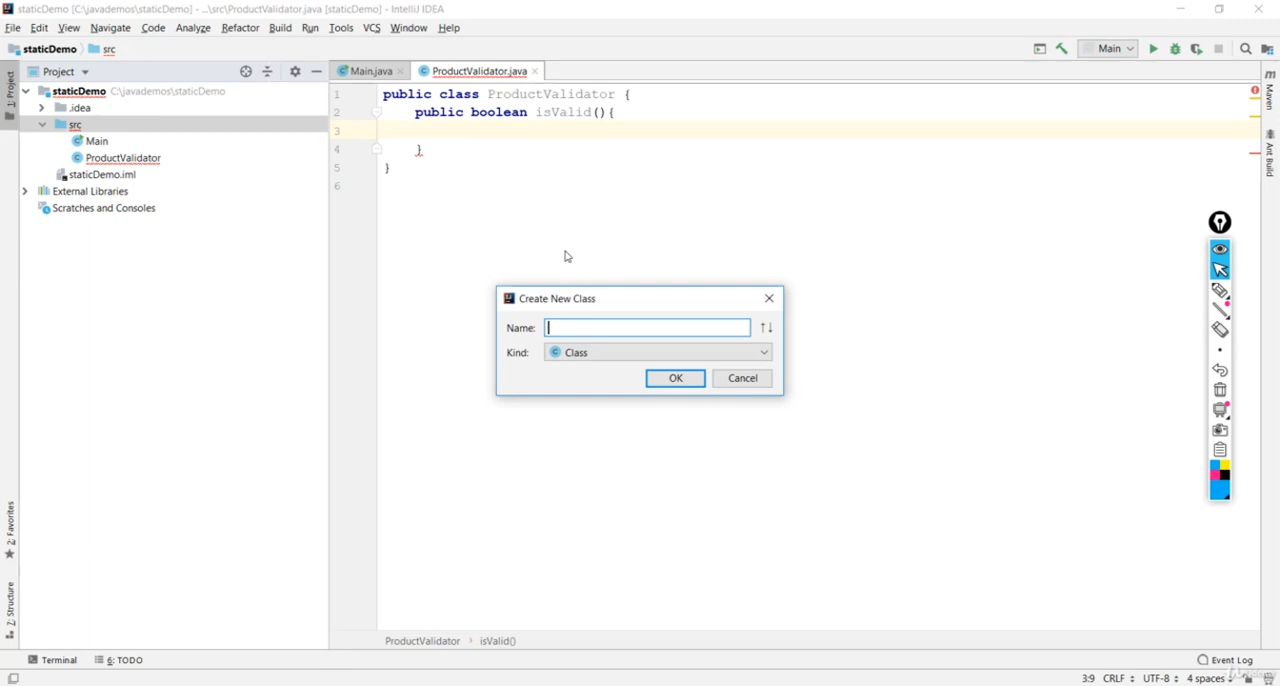 staticDemo [C:\javademos\staticDemo] - ...\src\ProductValidator.java [staticDemo] - IntelliJ IDEA
File Edit View Navigate Code Analyze Refactor Build Run Tools VCS Window Help
staticDemo src Main
Project Main.java ProductValidator.java
1: Project
staticDemo C:\javademos\staticDemo
.idea
src
Main
ProductValidator
staticDemo.iml
External Libraries
Scratches and Consoles
1 public class ProductValidator {
2 public boolean isValid(){
3
4 }
5 }
6
Maven
Ant Build
Create New Class
Name:
Kind: Class
OK Cancel
2: Favorites
Z: Structure
ProductValidator > isValid()
Terminal 6: TODO Event Log
3:9 CRLF UTF-8 4 spaces